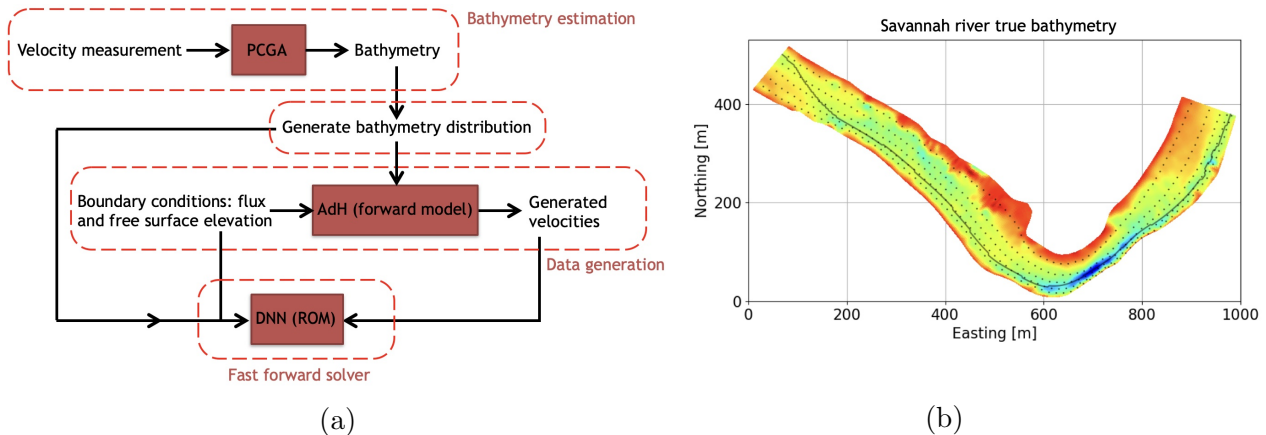 Bathymetry estimation
Velocity measurement
PCGA
Bathymetry
Generate bathymetry distribution
Boundary conditions: flux
and free surface elevation
AdH (forward model)
Generated
velocities
Data generation
DNN (ROM)
Fast forward solver
(a)
Savannah river true bathymetry
Northing [m]
400
200
0
0 200 400 600 800 1000
Easting [m]
(b)